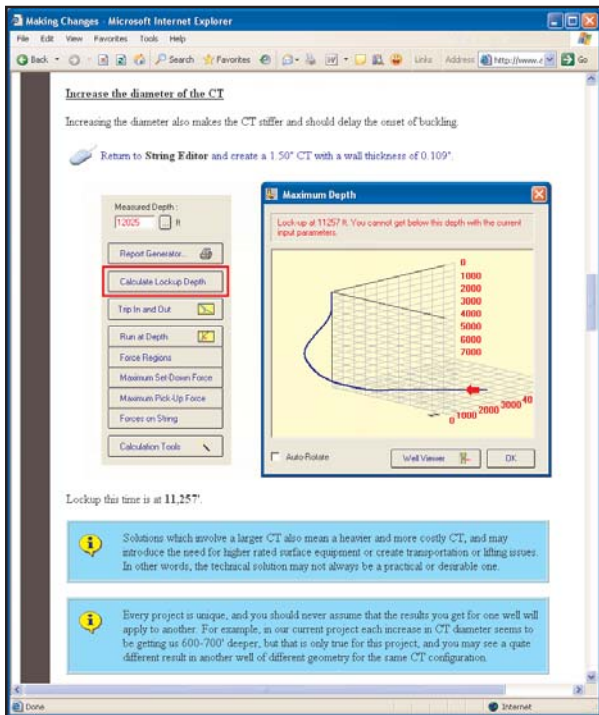 Making Changes - Microsoft Internet Explorer
File Edit View Favorites Tools Help
Back Search Favorites Links Address http://www.c Go
Increase the diameter of the CT
Increasing the diameter also makes the CT stiffer and should delay the onset of buckling.
Return to String Editor and create a 1.50" CT with a wall thickness of 0.109".
Measured Depth :
12025 ... ft
Report Generator...
Calculate Lockup Depth
Trip In and Out
Run at Depth
Force Regions
Maximum Set-Down Force
Maximum Pick-Up Force
Forces on String
Calculation Tools
Maximum Depth
Lock-up at 11257 ft. You cannot get below this depth with the current
input parameters.
0
1000
2000
3000
4000
5000
6000
7000
0 1000 2000 3000 40
Auto-Rotate Well Viewer OK
Lockup this time is at 11,257'.
Solutions which involve a larger CT also mean a heavier and more costly CT, and may
introduce the need for higher rated surface equipment or create transportation or lifting issues.
In other words, the technical solution may not always be a practical or desirable one.
Every project is unique, and you should never assume that the results you get for one well will
apply to another. For example, in our current project each increase in CT diameter seems to
be getting us 600-700' deeper, but that is only true for this project, and you may see a quite
different result in another well of different geometry for the same CT configuration.
Done Internet